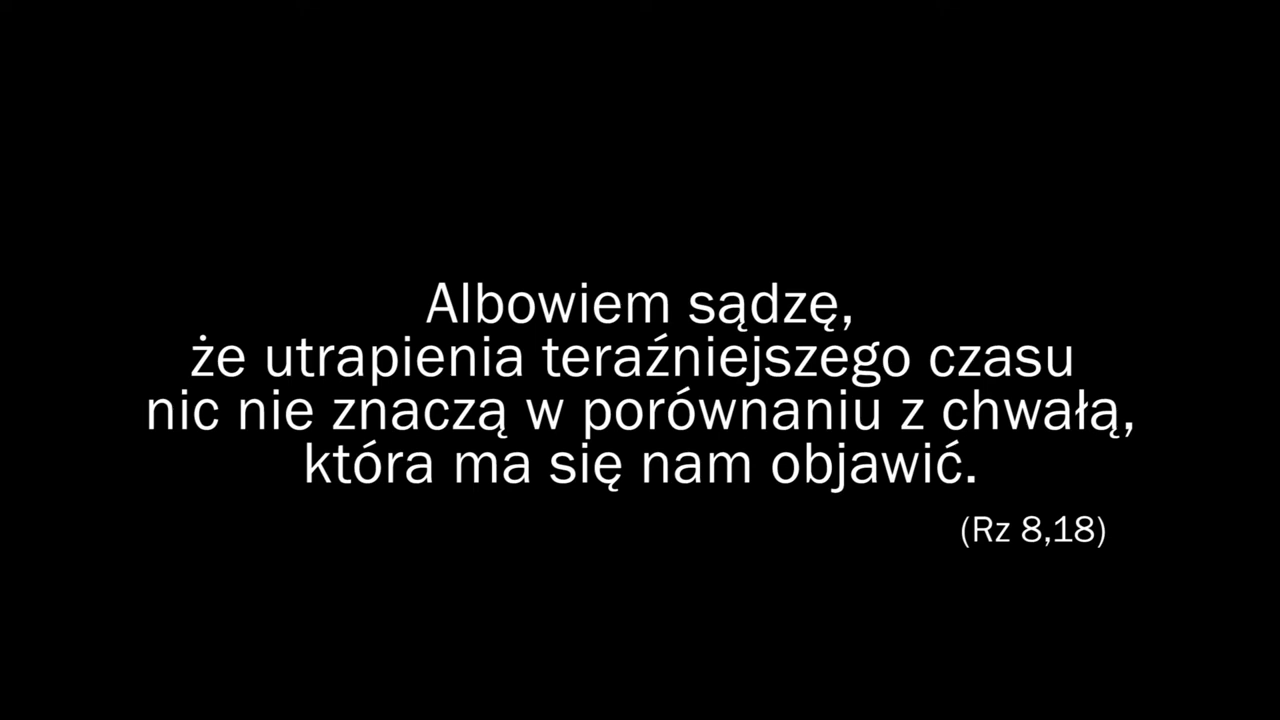 Albowiem sądzę,
że utrapienia teraźniejszego czasu
nic nie znaczą w porównaniu z chwałą,
która ma się nam objawić.
(Rz 8,18)